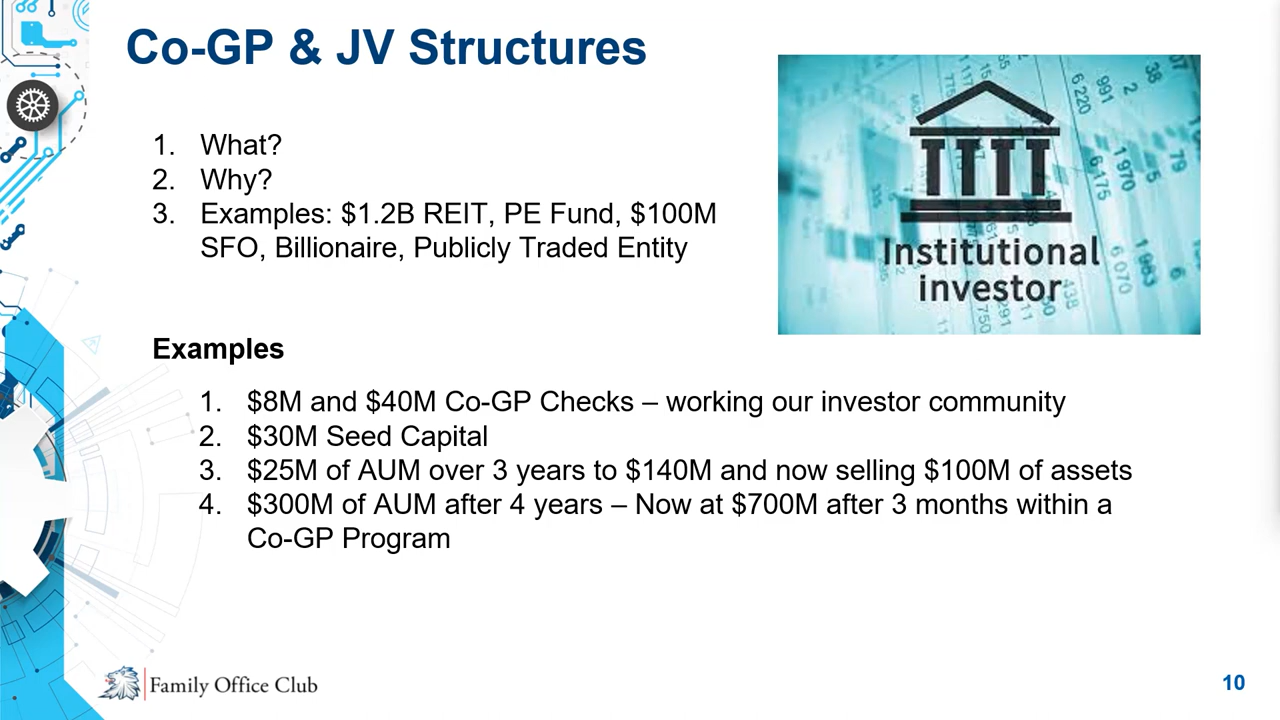 Co-GP & JV Structures
1. What?
2. Why?
3. Examples: $1.2B REIT, PE Fund, $100M
SFO, Billionaire, Publicly Traded Entity
Institutional
investor
Examples
1. $8M and $40M Co-GP Checks – working our investor community
2. $30M Seed Capital
3. $25M of AUM over 3 years to $140M and now selling $100M of assets
4. $300M of AUM after 4 years – Now at $700M after 3 months within a
Co-GP Program
Family Office Club
10